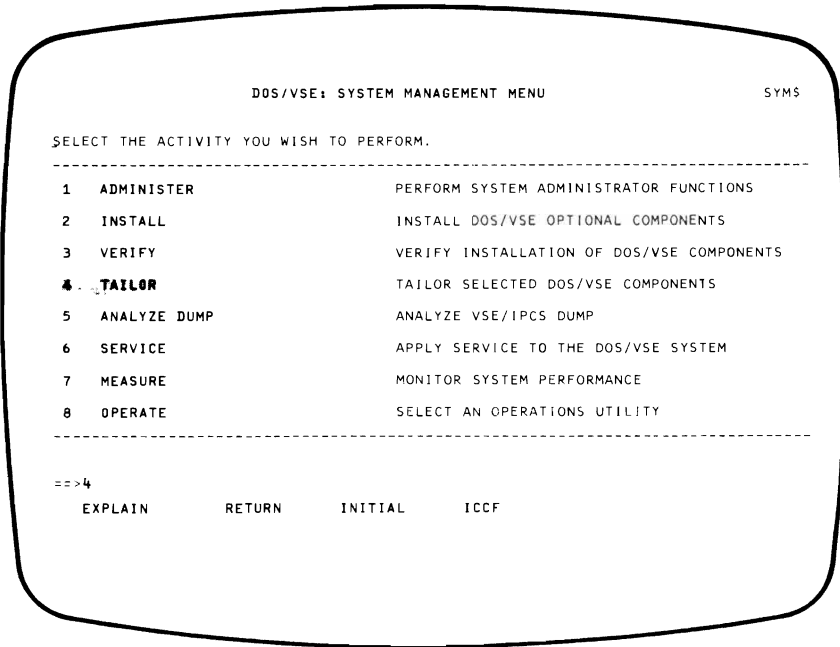 DOS/VSE: SYSTEM MANAGEMENT MENU SYM$
SELECT THE ACTIVITY YOU WISH TO PERFORM.
1 ADMINISTER PERFORM SYSTEM ADMINISTRATOR FUNCTIONS
2 INSTALL INSTALL DOS/VSE OPTIONAL COMPONENTS
3 VERIFY VERIFY INSTALLATION OF DOS/VSE COMPONENTS
4 TAILOR TAILOR SELECTED DOS/VSE COMPONENTS
5 ANALYZE DUMP ANALYZE VSE/IPCS DUMP
6 SERVICE APPLY SERVICE TO THE DOS/VSE SYSTEM
7 MEASURE MONITOR SYSTEM PERFORMANCE
8 OPERATE SELECT AN OPERATIONS UTILITY
==>4
EXPLAIN RETURN INITIAL ICCF